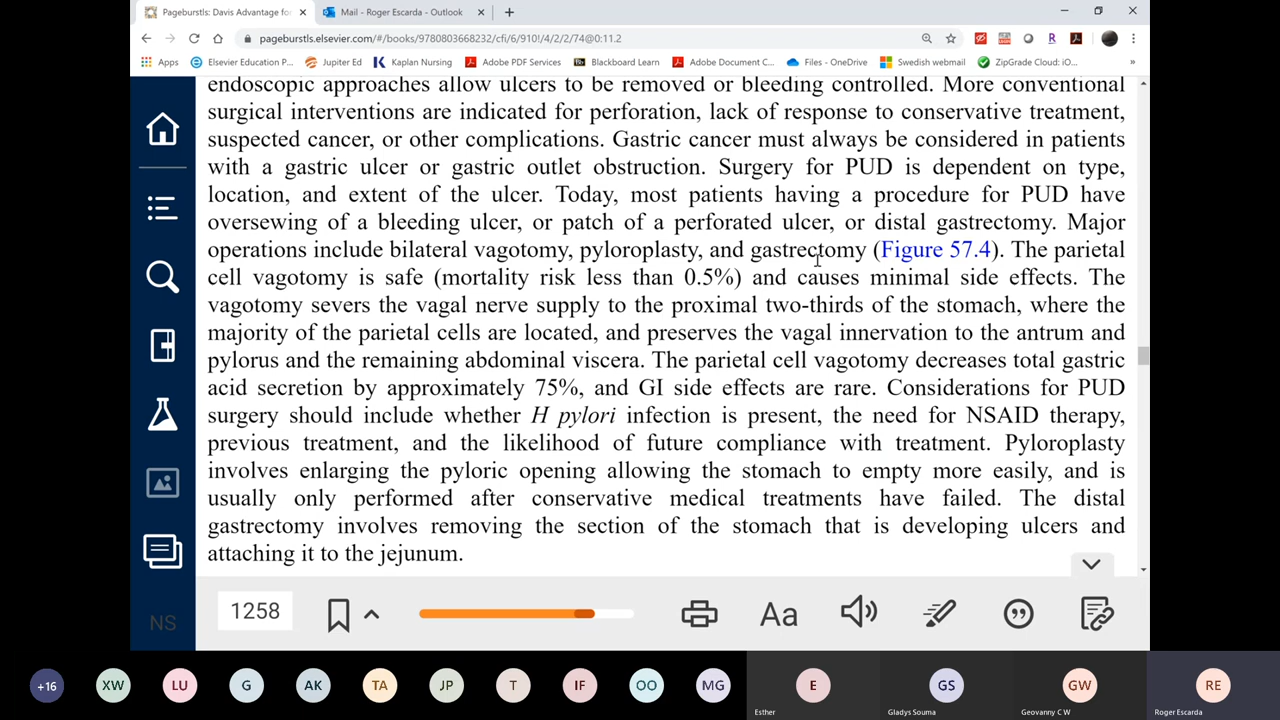 Pageburstls: Davis Advantage fo
Mail - Roger Escarda - Outlook
pageburstls.elsevier.com/#/books/9780803668232/cfi/6/910!/4/2/2/74@0:11.2
Apps
Elsevier Education P...
Jupiter Ed
Kaplan Nursing
Adobe PDF Services
Blackboard Learn
Adobe Document C...
Files - OneDrive
Swedish webmail
ZipGrade Cloud: iO...
endoscopic approaches allow ulcers to be removed or bleeding controlled. More conventional
surgical interventions are indicated for perforation, lack of response to conservative treatment,
suspected cancer, or other complications. Gastric cancer must always be considered in patients
with a gastric ulcer or gastric outlet obstruction. Surgery for PUD is dependent on type,
location, and extent of the ulcer. Today, most patients having a procedure for PUD have
oversewing of a bleeding ulcer, or patch of a perforated ulcer, or distal gastrectomy. Major
operations include bilateral vagotomy, pyloroplasty, and gastrectomy (Figure 57.4). The parietal
cell vagotomy is safe (mortality risk less than 0.5%) and causes minimal side effects. The
vagotomy severs the vagal nerve supply to the proximal two-thirds of the stomach, where the
majority of the parietal cells are located, and preserves the vagal innervation to the antrum and
pylorus and the remaining abdominal viscera. The parietal cell vagotomy decreases total gastric
acid secretion by approximately 75%, and GI side effects are rare. Considerations for PUD
surgery should include whether H pylori infection is present, the need for NSAID therapy,
previous treatment, and the likelihood of future compliance with treatment. Pyloroplasty
involves enlarging the pyloric opening allowing the stomach to empty more easily, and is
usually only performed after conservative medical treatments have failed. The distal
gastrectomy involves removing the section of the stomach that is developing ulcers and
attaching it to the jejunum.
NS
1258
Aa
+16
XW
LU
G
AK
TA
JP
T
IF
OO
MG
E
GS
GW
RE
Esther
Gladys Souma
Geovanny C W
Roger Escarda